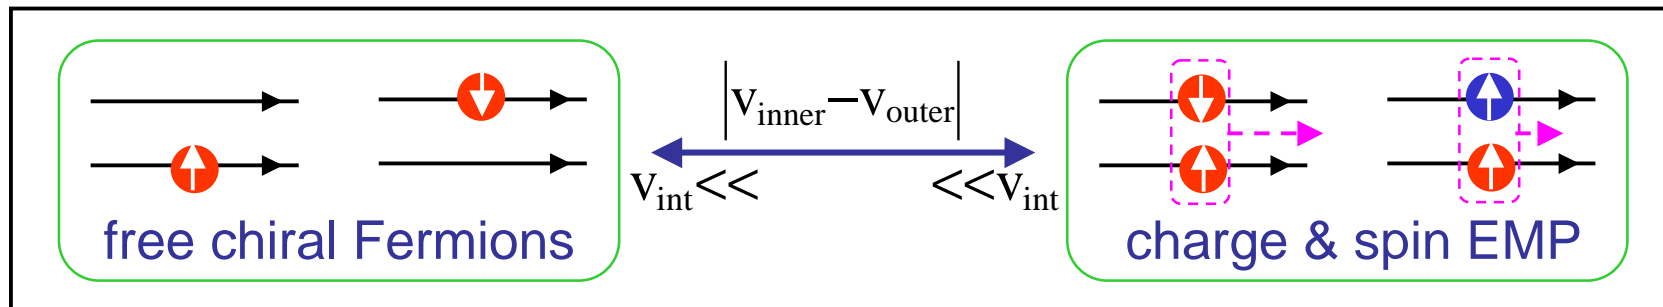 |v_inner−v_outer|
v_int<< <<v_int
free chiral Fermions
charge & spin EMP